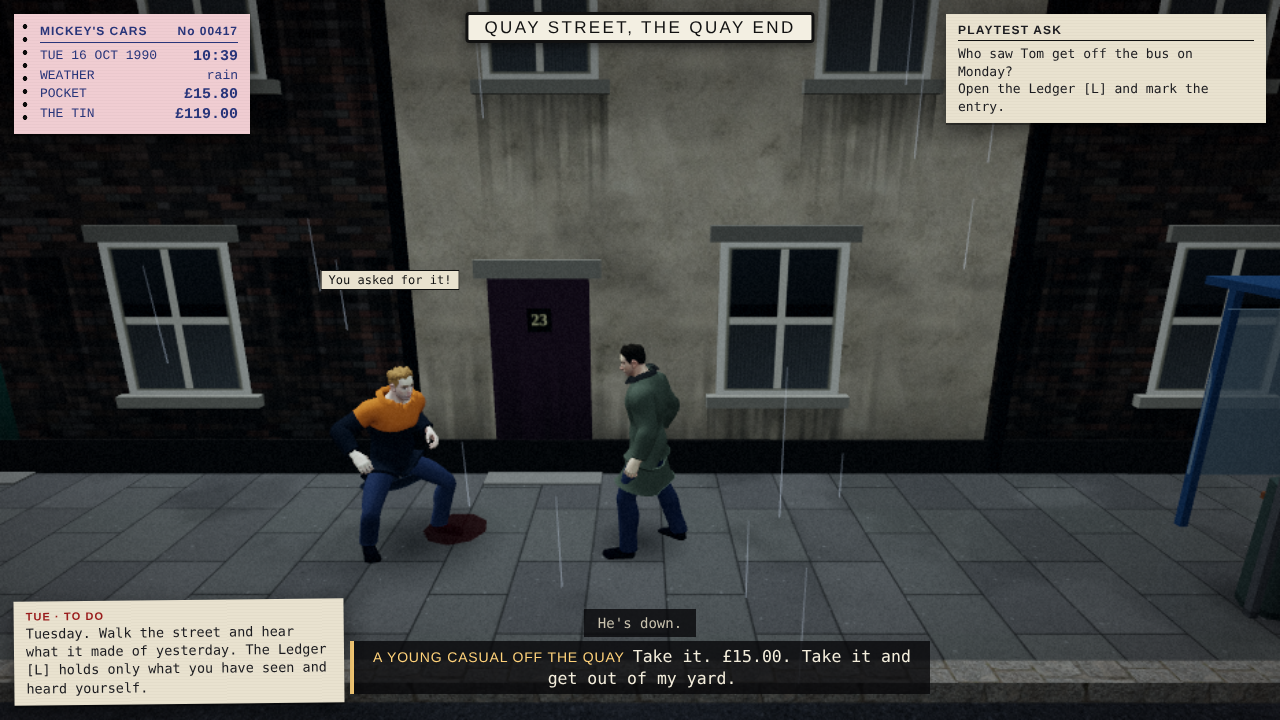 MICKEY'S CARS No 00417
TUE 16 OCT 1990 10:39
WEATHER rain
POCKET £15.80
THE TIN £119.00
QUAY STREET, THE QUAY END
PLAYTEST ASK
Who saw Tom get off the bus on
Monday?
Open the Ledger [L] and mark the
entry.
You asked for it!
23
TUE · TO DO
Tuesday. Walk the street and hear
what it made of yesterday. The Ledger
[L] holds only what you have seen and
heard yourself.
He's down.
A YOUNG CASUAL OFF THE QUAY Take it. £15.00. Take it and
get out of my yard.